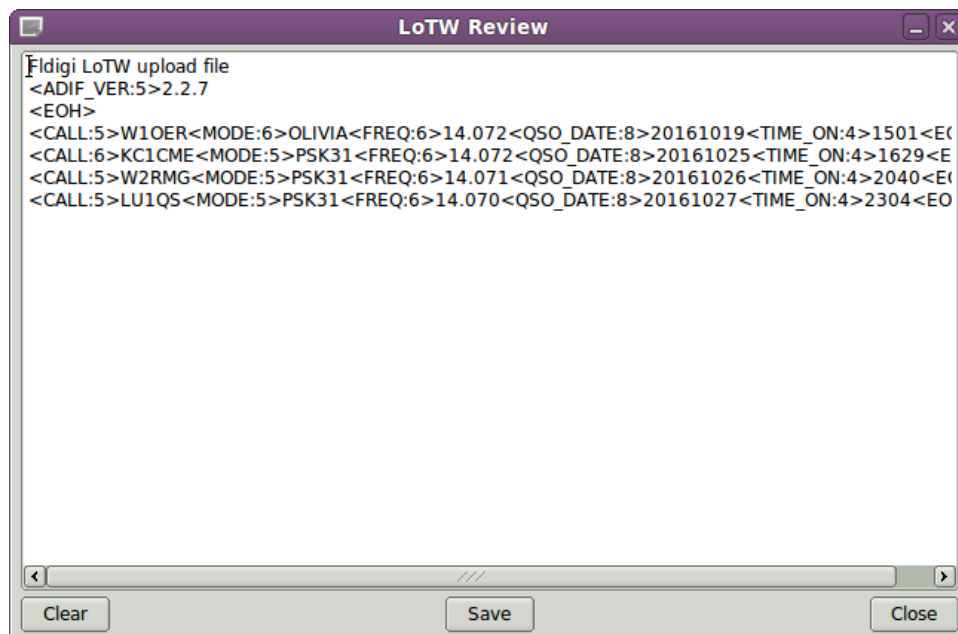 LoTW Review
Fldigi LoTW upload file
<ADIF_VER:5>2.2.7
<EOH>
<CALL:5>W1OER<MODE:6>OLIVIA<FREQ:6>14.072<QSO_DATE:8>20161019<TIME_ON:4>1501<E
<CALL:6>KC1CME<MODE:5>PSK31<FREQ:6>14.072<QSO_DATE:8>20161025<TIME_ON:4>1629<E
<CALL:5>W2RMG<MODE:5>PSK31<FREQ:6>14.071<QSO_DATE:8>20161026<TIME_ON:4>2040<E
<CALL:5>LU1QS<MODE:5>PSK31<FREQ:6>14.070<QSO_DATE:8>20161027<TIME_ON:4>2304<EO
Clear Save Close